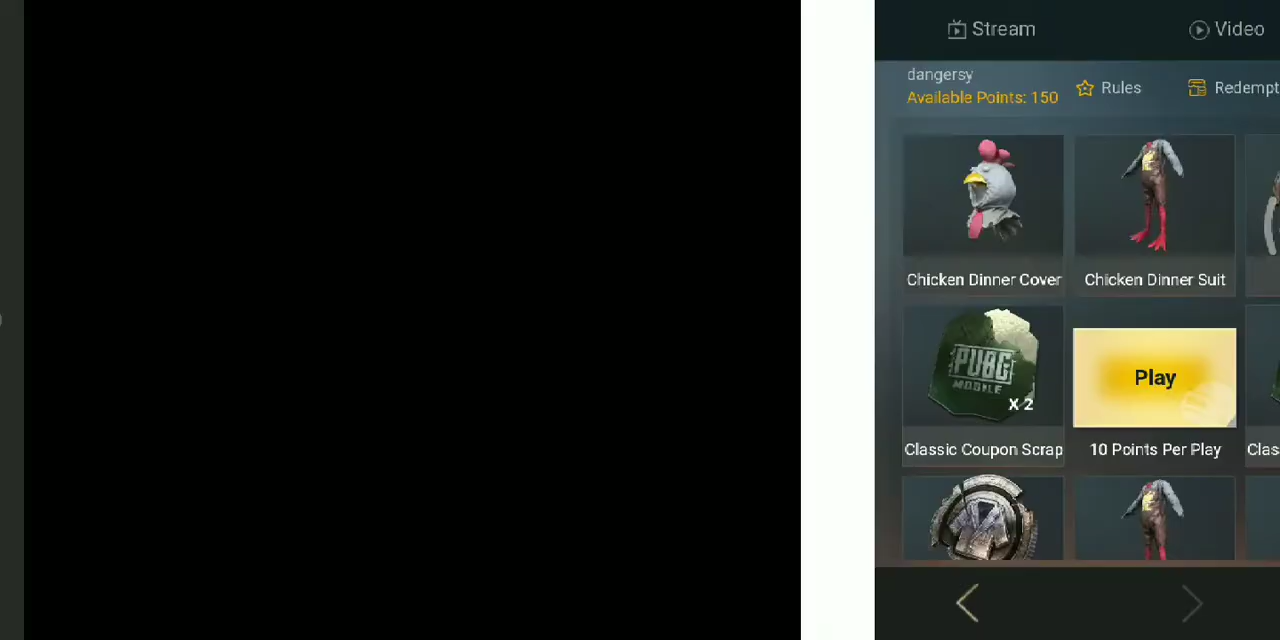 Stream
Video
dangersy
Available Points: 150
Rules
Redempt
Chicken Dinner Cover
Chicken Dinner Suit
PUBG
MOBILE
X 2
Play
Classic Coupon Scrap
10 Points Per Play
Clas